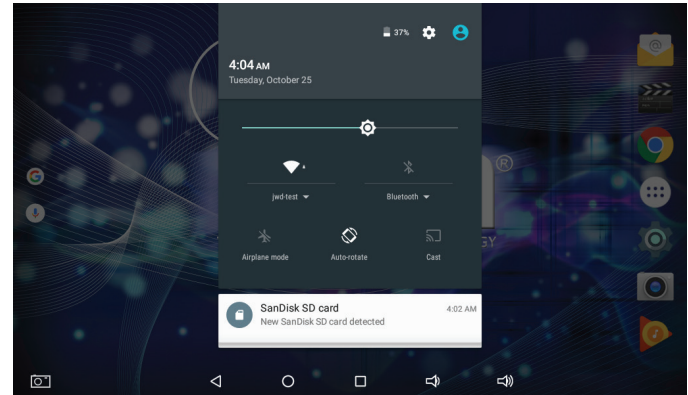 37%
4:04 AM
Tuesday, October 25
jwd-test
Bluetooth
Airplane mode
Auto-rotate
Cast
SanDisk SD card
4:02 AM
New SanDisk SD card detected
®
GY